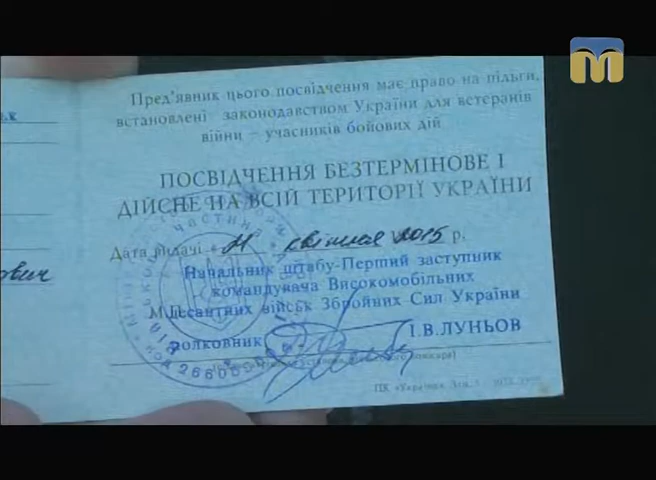 Пред'явник цього посвідчення має право на пільги,
встановлені законодавством України для ветеранів
війни – учасників бойових дій
ПОСВІДЧЕННЯ БЕЗТЕРМІНОВЕ І
ДІЙСНЕ НА ВСІЙ ТЕРИТОРІЇ УКРАЇНИ
Дата видачі « » квітня 2015 р.
Начальник штабу-Перший заступник
командувача Високомобільних
десантних військ Збройних Сил України
полковник І.В.ЛУНЬОВ
М